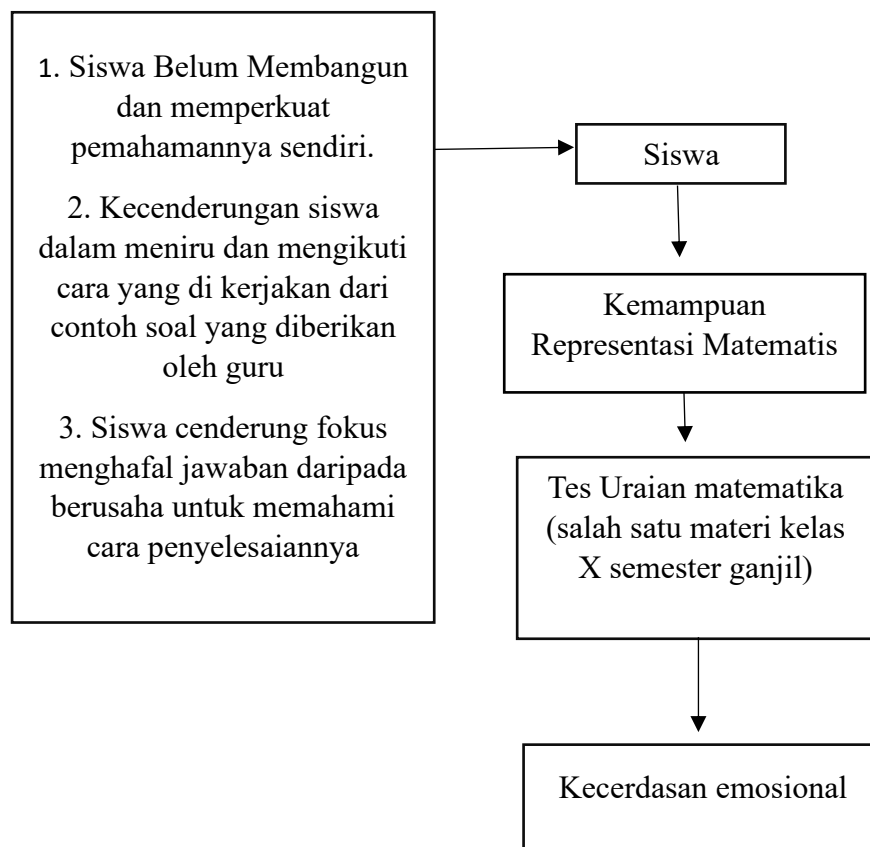 1. Siswa Belum Membangun
dan memperkuat
pemahamannya sendiri.
2. Kecenderungan siswa
dalam meniru dan mengikuti
cara yang di kerjakan dari
contoh soal yang diberikan
oleh guru
3. Siswa cenderung fokus
menghafal jawaban daripada
berusaha untuk memahami
cara penyelesaiannya
Siswa
Kemampuan
Representasi Matematis
Tes Uraian matematika
(salah satu materi kelas
X semester ganjil)
Kecerdasan emosional